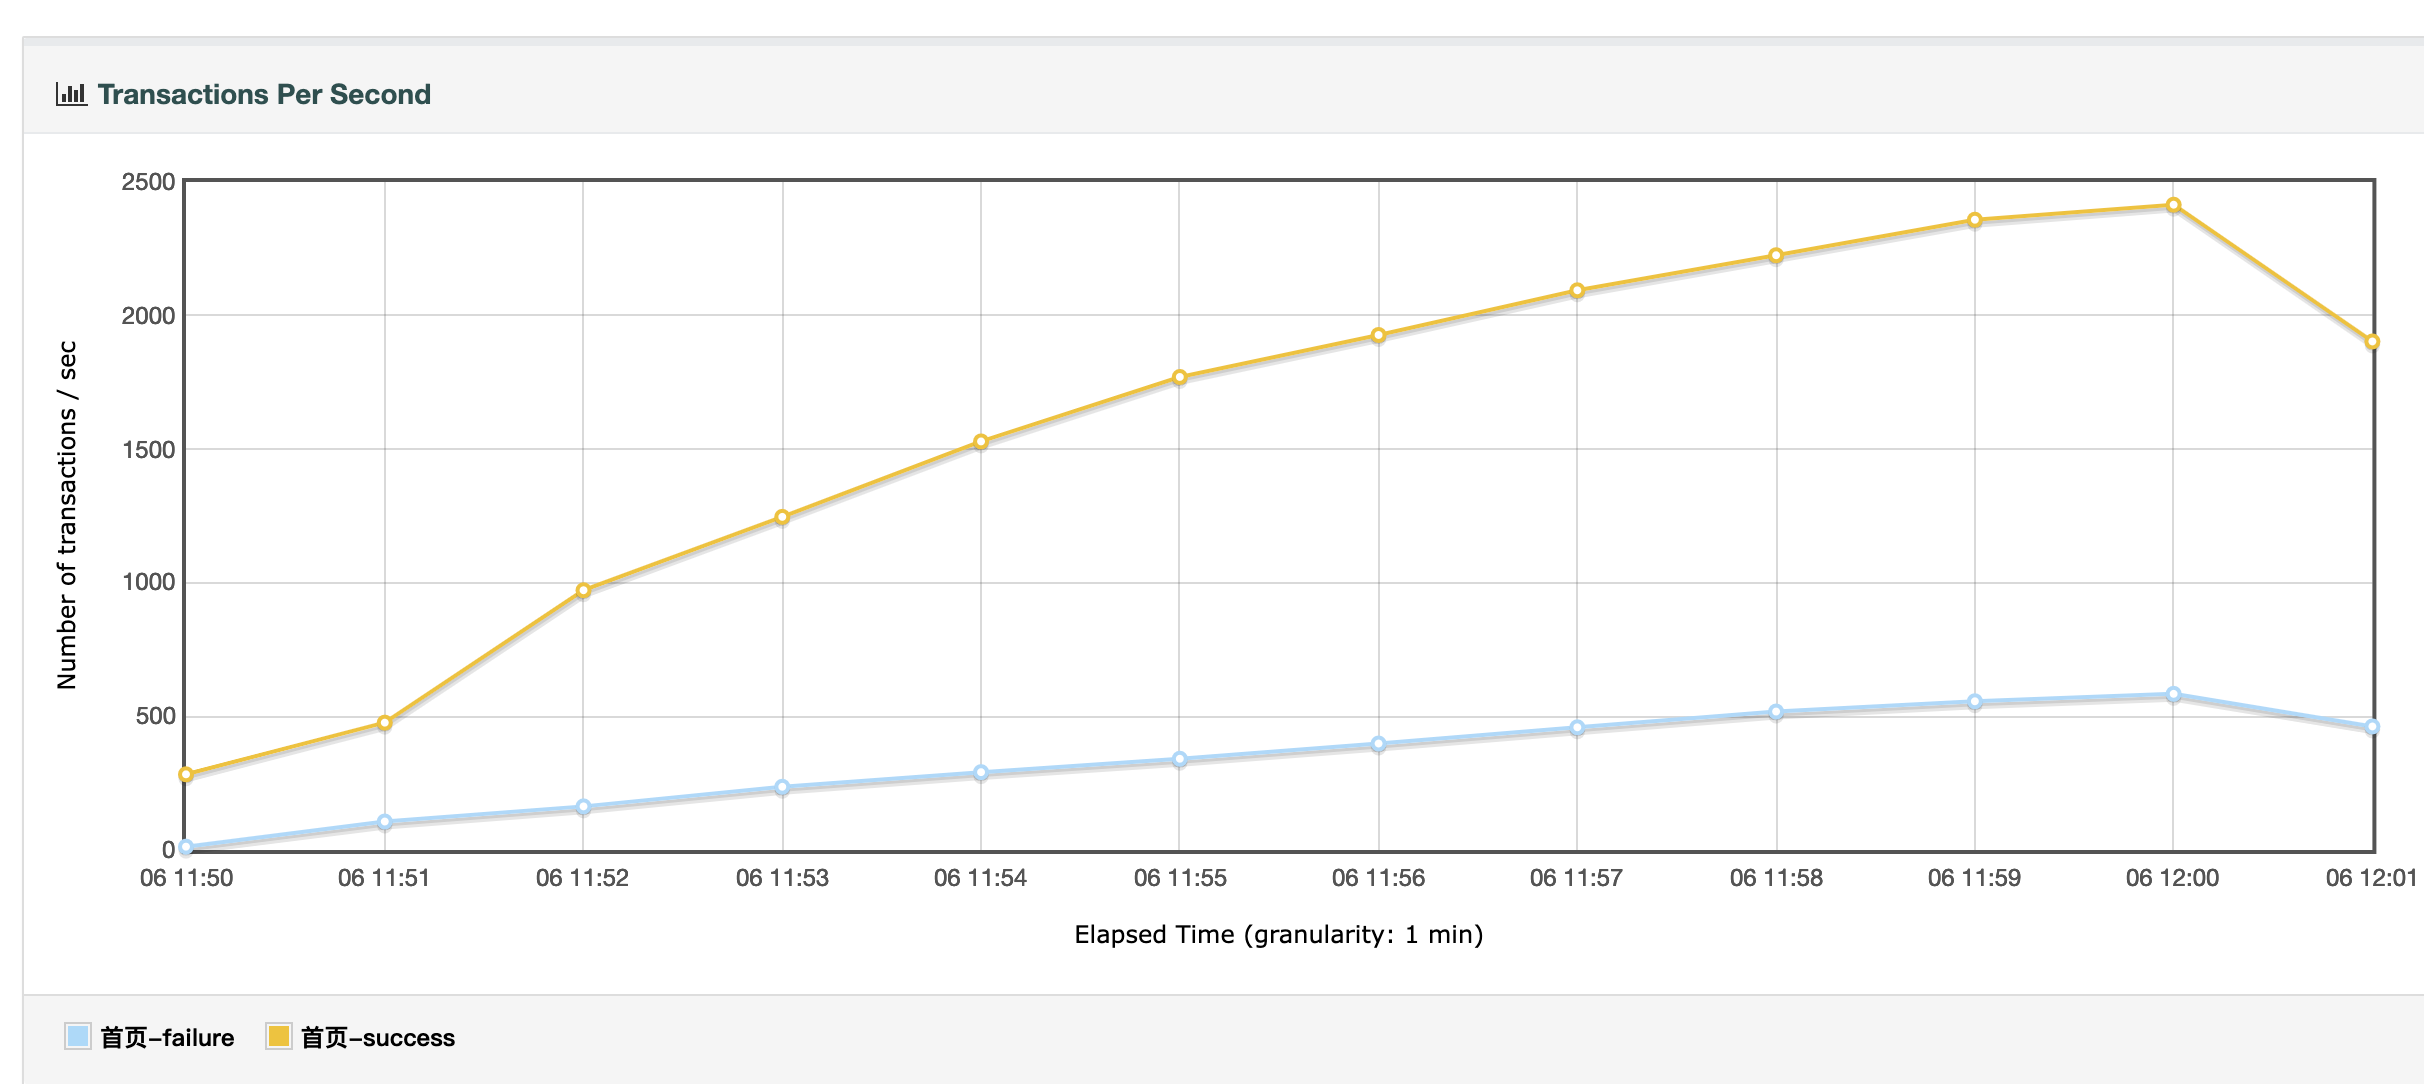 Transactions Per Second
2500
2000
1500
1000
500
0
Number of transactions / sec
06 11:50 06 11:51 06 11:52 06 11:53 06 11:54 06 11:55 06 11:56 06 11:57 06 11:58 06 11:59 06 12:00 06 12:01
Elapsed Time (granularity: 1 min)
首页-failure 首页-success